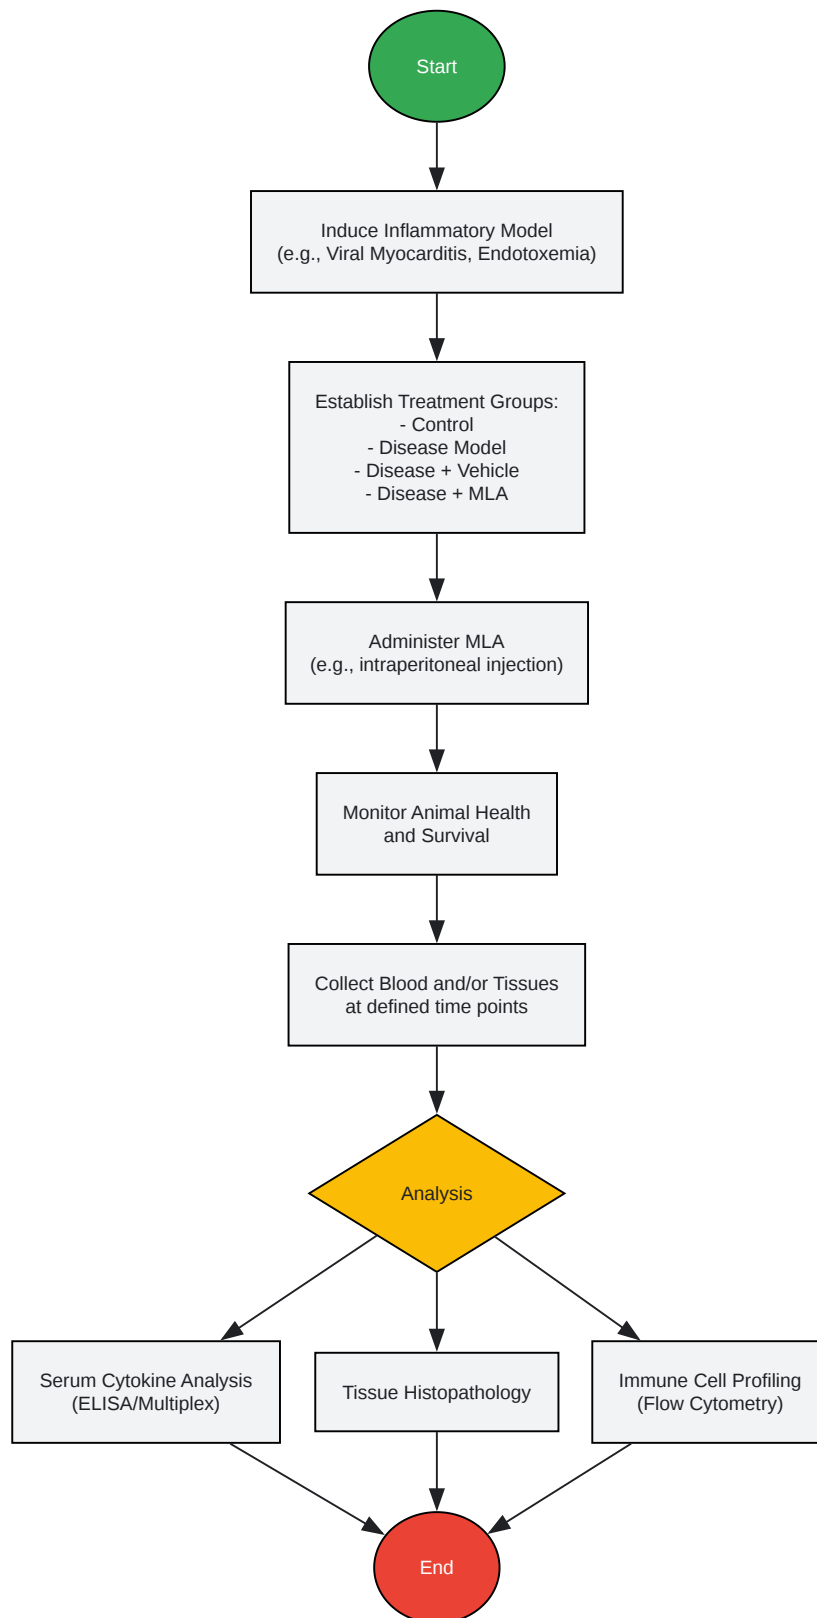 Start
Induce Inflammatory Model
(e.g., Viral Myocarditis, Endotoxemia)
Establish Treatment Groups:
- Control
- Disease Model
- Disease + Vehicle
- Disease + MLA
Administer MLA
(e.g., intraperitoneal injection)
Monitor Animal Health
and Survival
Collect Blood and/or Tissues
at defined time points
Analysis
Serum Cytokine Analysis
(ELISA/Multiplex)
Tissue Histopathology
Immune Cell Profiling
(Flow Cytometry)
End